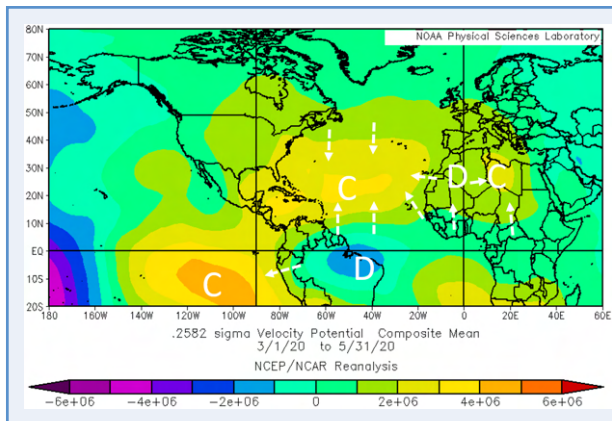 NOAA Physical Sciences Laboratory
80N
70N
60N
50N
40N
30N
20N
10N
EQ
10S
20S
C
D
C
C
D
180
160W
140W
120W
100W
80W
60W
40W
20W
0
20E
40E
60E
.2582 sigma Velocity Potential Composite Mean
3/1/20 to 5/31/20
NCEP/NCAR Reanalysis
-6e+06 -4e+06 -2e+06 0 2e+06 4e+06 6e+06